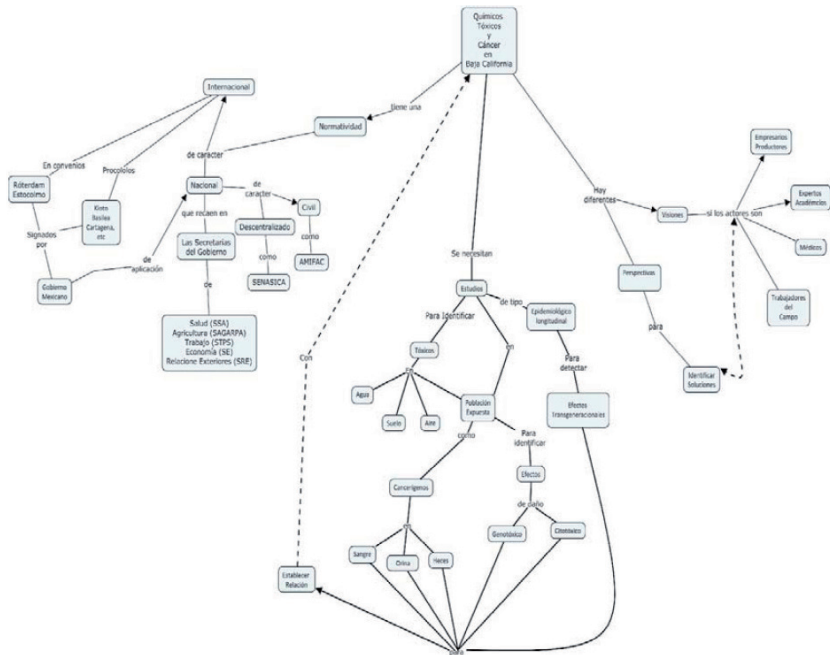 Químicos
Tóxicos
y
Cáncer
en
Baja California
tiene una
Normatividad
de caracter
Internacional
En convenios
Procololos
Róterdam
Estocolmo
Kioto
Basilea
Cartagena,
etc
Signados
por
Gobierno
Mexicano
de
aplicación
Nacional
que recaen en
Las Secretarías
del Gobierno
de
Salud (SSA)
Agricultura (SAGARPA)
Trabajo (STPS)
Economía (SE)
Relacione Exteriores (SRE)
de
caracter
Descentralizado
como
SENASICA
Civil
como
AMIFAC
Se necesitan
Estudios
de tipo
Epidemiológico
longitudinal
Para
detectar
Efectos
Transgeneracionales
Para Identificar
Tóxicos
en
Agua
Suelo
Aire
en
Población
Expuesta
como
Cancerígenos
en
Sangre
Orina
Heces
Para
identificar
Efectos
de daño
Genotóxico
Citotóxico
para
Establecer
Relación
Con
Hay
diferentes
Visiones
si los actores son
Empresarios
Productores
Expertos
Médicos
Trabajadores
del
Campo
Perspectivas
para
Identificar
Soluciones